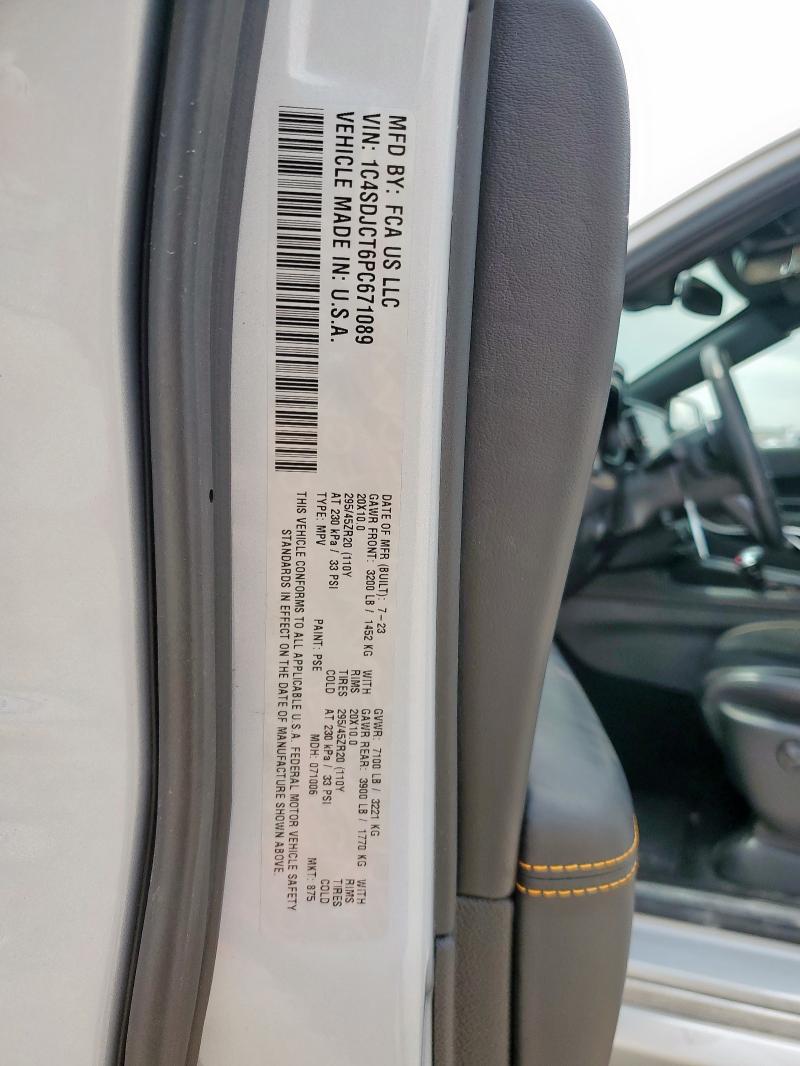 MFD BY: FCA US LLC
VIN: 1C4SDJCT6PC671089
VEHICLE MADE IN: U.S.A.
DATE OF MFR (BUILT): 7-23 GVWR: 7100 LB / 3221 KG
GAWR FRONT: 3200 LB / 1452 KG WITH GAWR REAR: 3900 LB / 1770 KG WITH
20X10.0 RIMS 20X10.0 RIMS
295/45ZR20 (110Y TIRES 295/45ZR20 (110Y TIRES
AT 230 kPa / 33 PSI COLD AT 230 kPa / 33 PSI COLD
TYPE: MPV PAINT: PSE MDH: 071006 MKT: 875
THIS VEHICLE CONFORMS TO ALL APPLICABLE U.S.A. FEDERAL MOTOR VEHICLE SAFETY
STANDARDS IN EFFECT ON THE DATE OF MANUFACTURE SHOWN ABOVE.